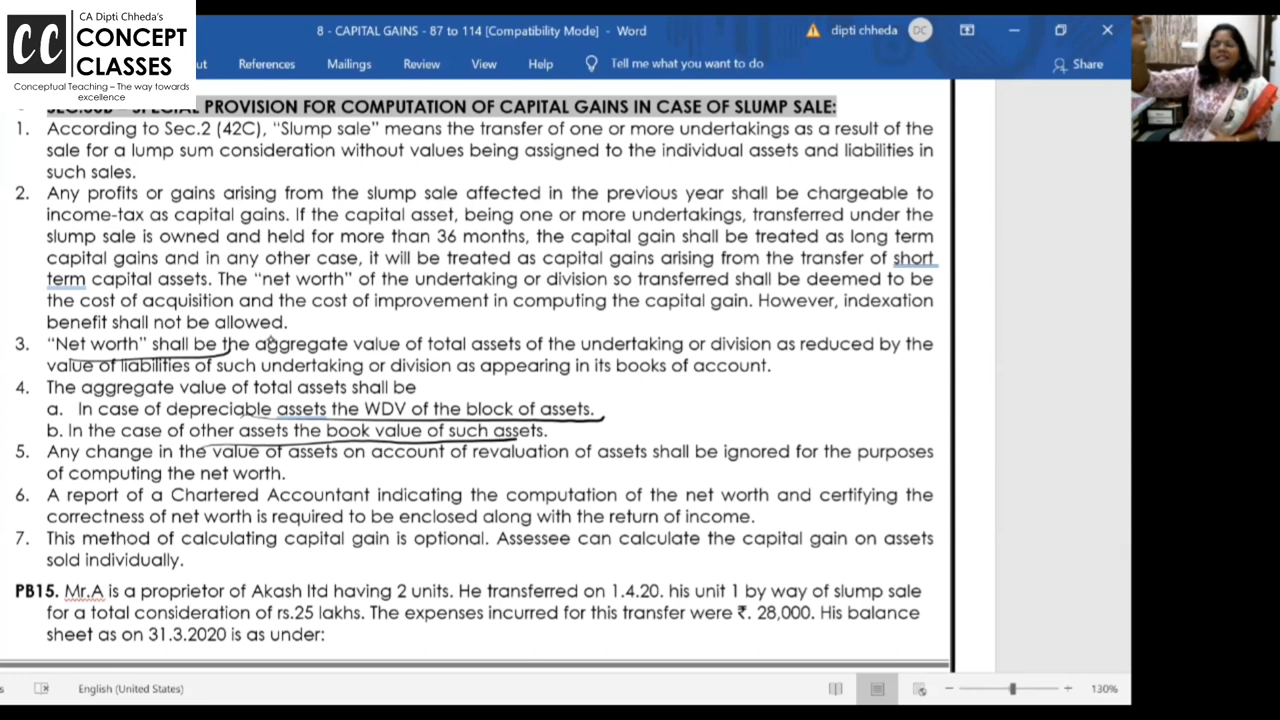 CA Dipti Chheda's
CC CONCEPT
CLASSES
Conceptual Teaching – The way towards
excellence
8 - CAPITAL GAINS - 87 to 114 [Compatibility Mode] - Word
dipti chheda DC
References Mailings Review View Help Tell me what you want to do Share
PROVISION FOR COMPUTATION OF CAPITAL GAINS IN CASE OF SLUMP SALE:
1. According to Sec.2 (42C), “Slump sale” means the transfer of one or more undertakings as a result of the
sale for a lump sum consideration without values being assigned to the individual assets and liabilities in
such sales.
2. Any profits or gains arising from the slump sale affected in the previous year shall be chargeable to
income-tax as capital gains. If the capital asset, being one or more undertakings, transferred under the
slump sale is owned and held for more than 36 months, the capital gain shall be treated as long term
capital gains and in any other case, it will be treated as capital gains arising from the transfer of short
term capital assets. The “net worth” of the undertaking or division so transferred shall be deemed to be
the cost of acquisition and the cost of improvement in computing the capital gain. However, indexation
benefit shall not be allowed.
3. “Net worth” shall be the aggregate value of total assets of the undertaking or division as reduced by the
value of liabilities of such undertaking or division as appearing in its books of account.
4. The aggregate value of total assets shall be
a. In case of depreciable assets the WDV of the block of assets.
b. In the case of other assets the book value of such assets.
5. Any change in the value of assets on account of revaluation of assets shall be ignored for the purposes
of computing the net worth.
6. A report of a Chartered Accountant indicating the computation of the net worth and certifying the
correctness of net worth is required to be enclosed along with the return of income.
7. This method of calculating capital gain is optional. Assessee can calculate the capital gain on assets
sold individually.
PB15. Mr.A is a proprietor of Akash ltd having 2 units. He transferred on 1.4.20. his unit 1 by way of slump sale
for a total consideration of rs.25 lakhs. The expenses incurred for this transfer were ₹. 28,000. His balance
sheet as on 31.3.2020 is as under:
English (United States) 130%